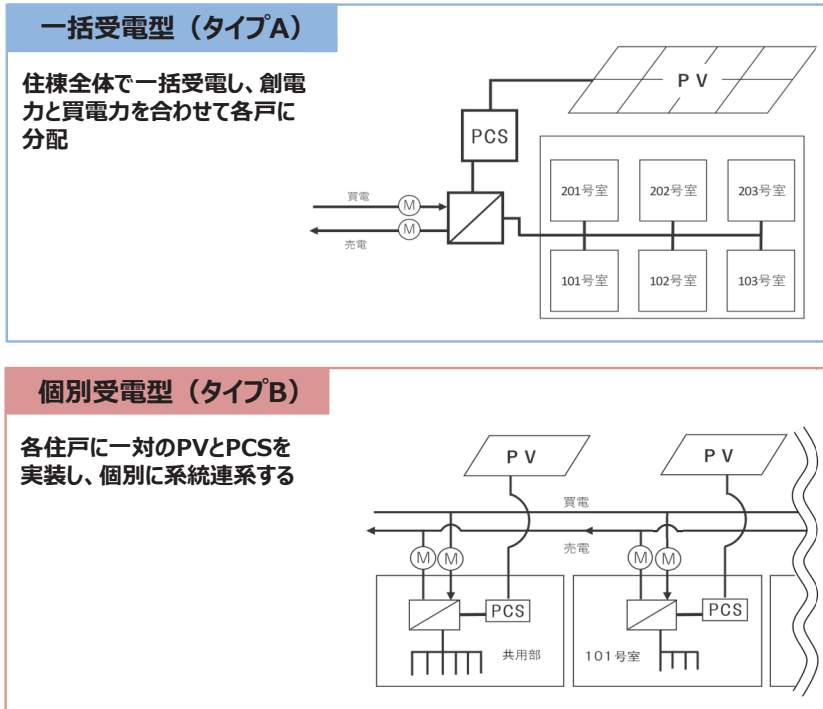 一括受電型（タイプA）
住棟全体で一括受電し、創電
力と買電力を合わせて各戸に
分配
PV
PCS
買電
M
M
売電
201号室
202号室
203号室
101号室
102号室
103号室
個別受電型（タイプB）
各住戸に一対のPVとPCSを
実装し、個別に系統連系する
PV
PV
買電
売電
M
M
M
M
PCS
PCS
共用部
101号室